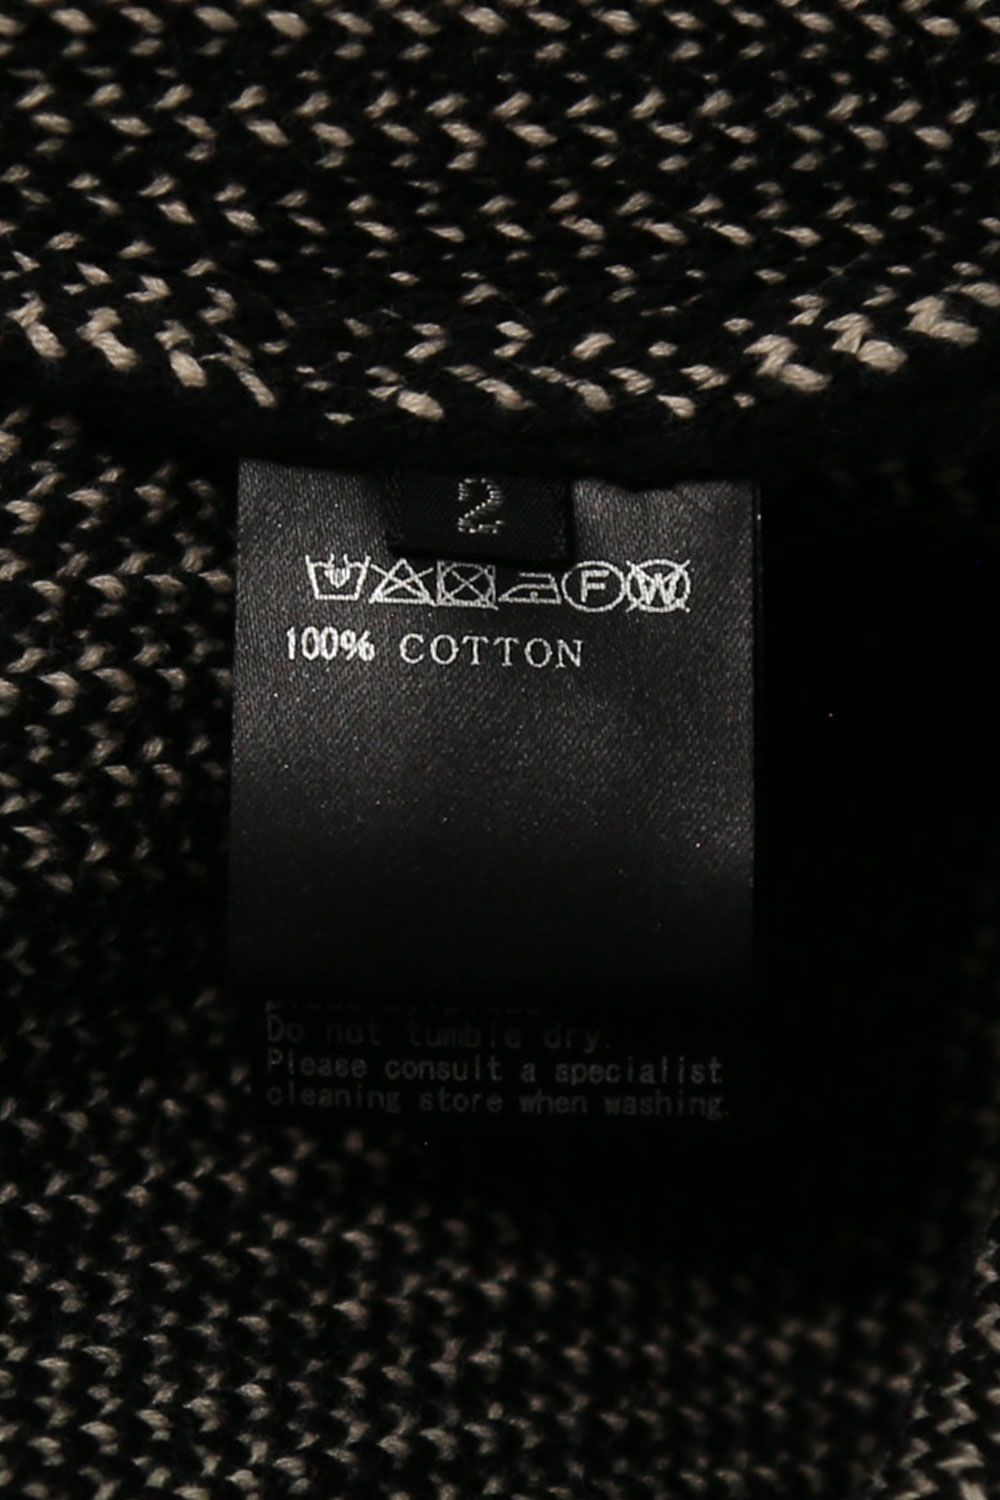 2
F W
100% COTTON
Do not tumble dry.
Please consult a specialist
cleaning store when washing.